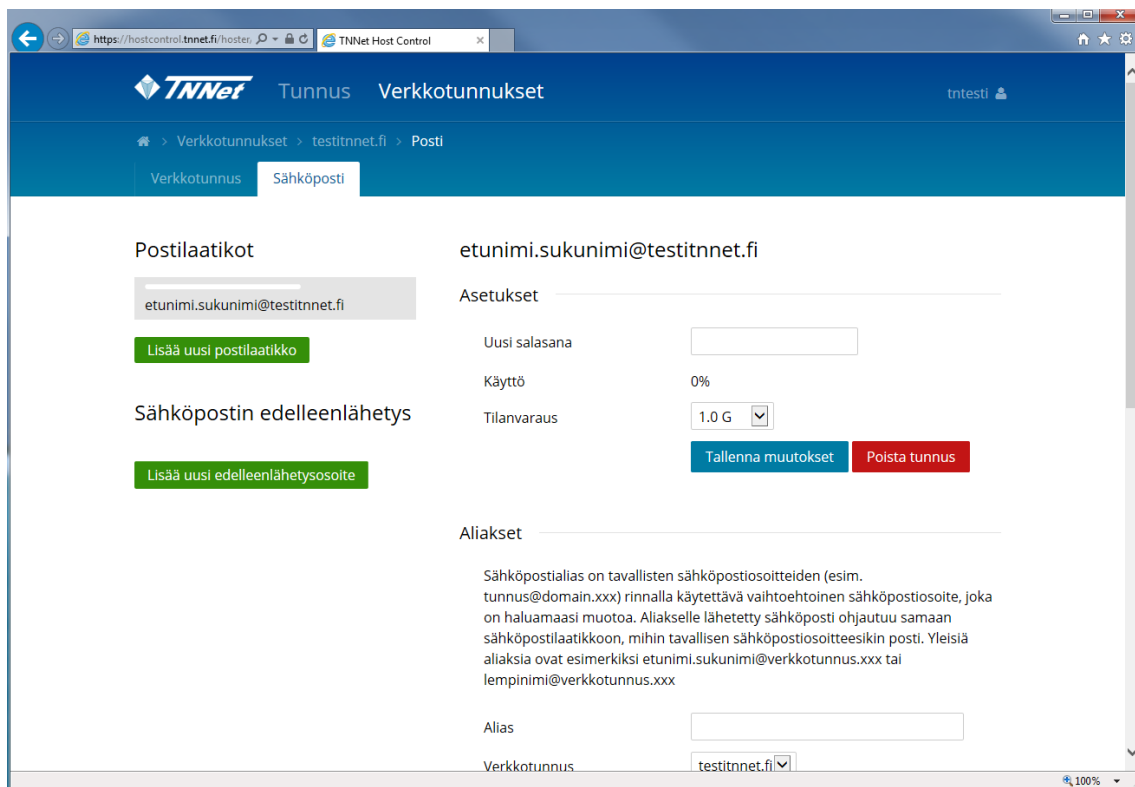 https://hostcontrol.tnnet.fi/hoster,
TNNet Host Control
TNNet Tunnus Verkkotunnukset tntesti
> Verkkotunnukset > testitnnet.fi > Posti
Verkkotunnus Sähköposti
Postilaatikot
etunimi.sukunimi@testitnnet.fi
Lisää uusi postilaatikko
Sähköpostin edelleenlähetys
Lisää uusi edelleenlähetysosoite
etunimi.sukunimi@testitnnet.fi
Asetukset
Uusi salasana
Käyttö 0%
Tilanvaraus 1.0 G
Tallenna muutokset Poista tunnus
Aliakset
Sähköpostialias on tavallisten sähköpostiosoitteiden (esim.
tunnus@domain.xxx) rinnalla käytettävä vaihtoehtoinen sähköpostiosoite, joka
on haluamaasi muotoa. Aliakselle lähetetty sähköposti ohjautuu samaan
sähköpostilaatikkoon, mihin tavallisen sähköpostiosoitteesikin posti. Yleisiä
aliaksia ovat esimerkiksi etunimi.sukunimi@verkkotunnus.xxx tai
lempinimi@verkkotunnus.xxx
Alias
Verkkotunnus testitnnet.fi
100%